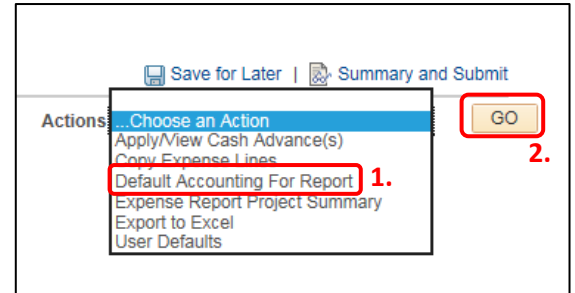 Save for Later | Summary and Submit
Actions ...Choose an Action GO
Apply/View Cash Advance(s) 2.
Copy Expense Lines
Default Accounting For Report 1.
Expense Report Project Summary
Export to Excel
User Defaults